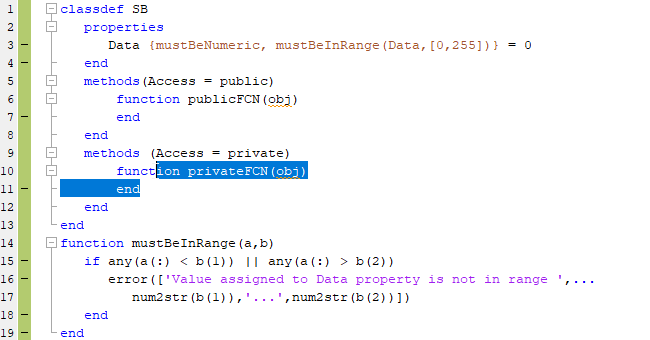 1 classdef SB
2 properties
3 Data {mustBeNumeric, mustBeInRange(Data,[0,255])} = 0
4 end
5 methods(Access = public)
6 function publicFCN(obj)
7 end
8 end
9 methods (Access = private)
10 function privateFCN(obj)
11 end
12 end
13 end
14 function mustBeInRange(a,b)
15 if any(a(:) < b(1)) || any(a(:) > b(2))
16 error(['Value assigned to Data property is not in range ',...
17 num2str(b(1)),'...',num2str(b(2))])
18 end
19 end